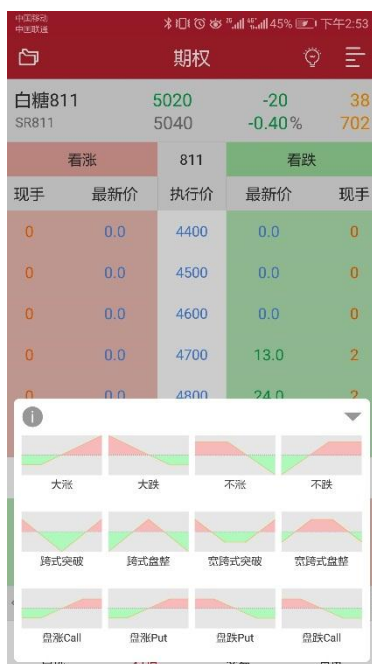 中国移动
中国联通
45% 下午2:53
期权
白糖811 5020 -20 38
SR811 5040 -0.40% 702
看涨 811 看跌
现手 最新价 执行价 最新价 现手
0 0.0 4400 0.0 0
0 0.0 4500 0.0 0
0 0.0 4600 0.0 0
0 0.0 4700 13.0 2
0 0.0 4800 24.0 2
大涨 大跌 不涨 不跌
跨式突破 跨式盘整 宽跨式突破 宽跨式盘整
盘涨Call 盘涨Put 盘跌Put 盘跌Call